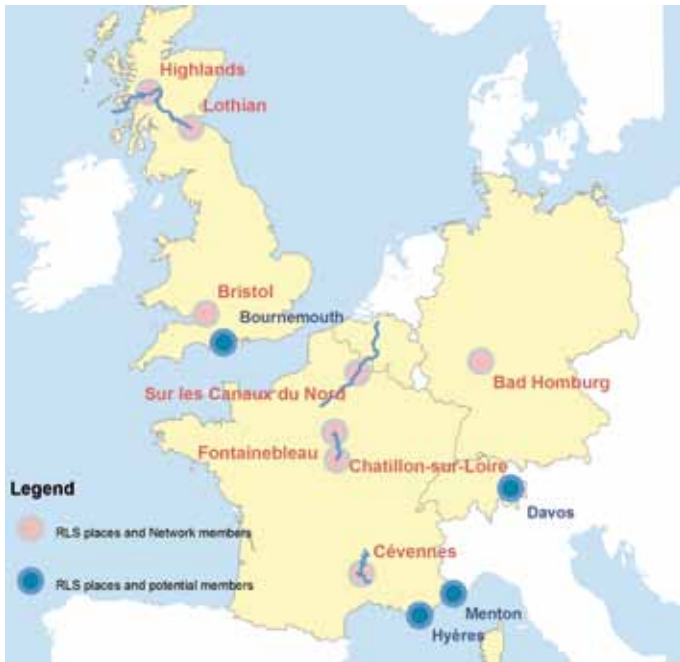 Highlands
Lothian
Bristol
Bournemouth
Sur les Canaux du Nord
Bad Homburg
Fontainebleau
Chatillon-sur-Loire
Legend
RLS places and Network members
Davos
Cévennes
RLS places and potential members
Menton
Hyères